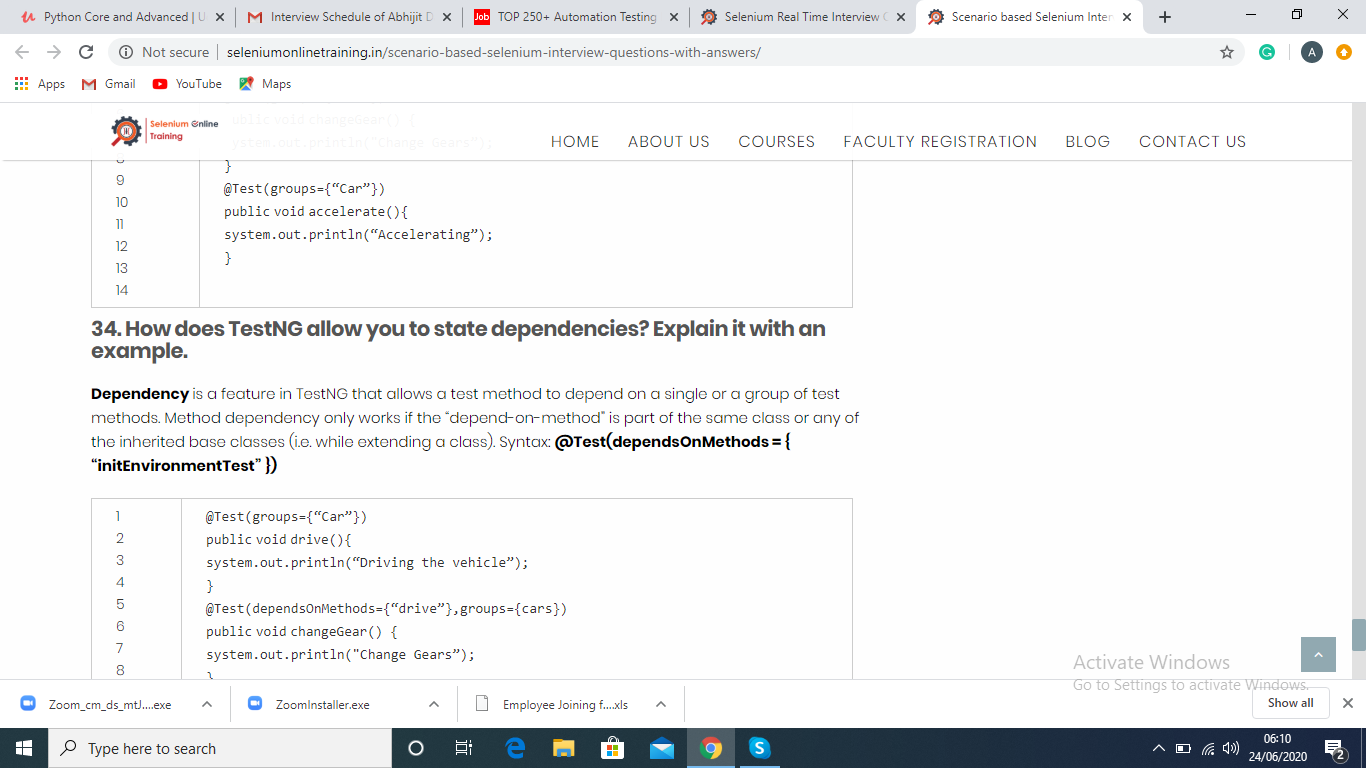 Python Core and Advanced | U
Interview Schedule of Abhijit D
Job TOP 250+ Automation Testing
Selenium Real Time Interview Q
Scenario based Selenium Inter
Not secure | seleniumonlinetraining.in/scenario-based-selenium-interview-questions-with-answers/
A
Apps Gmail YouTube Maps
Selenium Online
Training
public void changeGear() {
system.out.println("Change Gears”);
HOME ABOUT US COURSES FACULTY REGISTRATION BLOG CONTACT US
8 }
9 @Test(groups={“Car”})
10 public void accelerate(){
11 system.out.println(“Accelerating”);
12 }
13
14
34. How does TestNG allow you to state dependencies? Explain it with an
example.
Dependency is a feature in TestNG that allows a test method to depend on a single or a group of test
methods. Method dependency only works if the “depend-on-method” is part of the same class or any of
the inherited base classes (i.e. while extending a class). Syntax: @Test(dependsOnMethods = {
“initEnvironmentTest” })
1 @Test(groups={“Car”})
2 public void drive(){
3 system.out.println(“Driving the vehicle”);
4 }
5 @Test(dependsOnMethods={“drive”},groups={cars})
6 public void changeGear() {
7 system.out.println("Change Gears”);
8 }
Activate Windows
Go to Settings to activate Windows.
Zoom_cm_ds_mtJ....exe
ZoomInstaller.exe
Employee Joining f....xls
Show all
Type here to search
06:10
24/06/2020
2